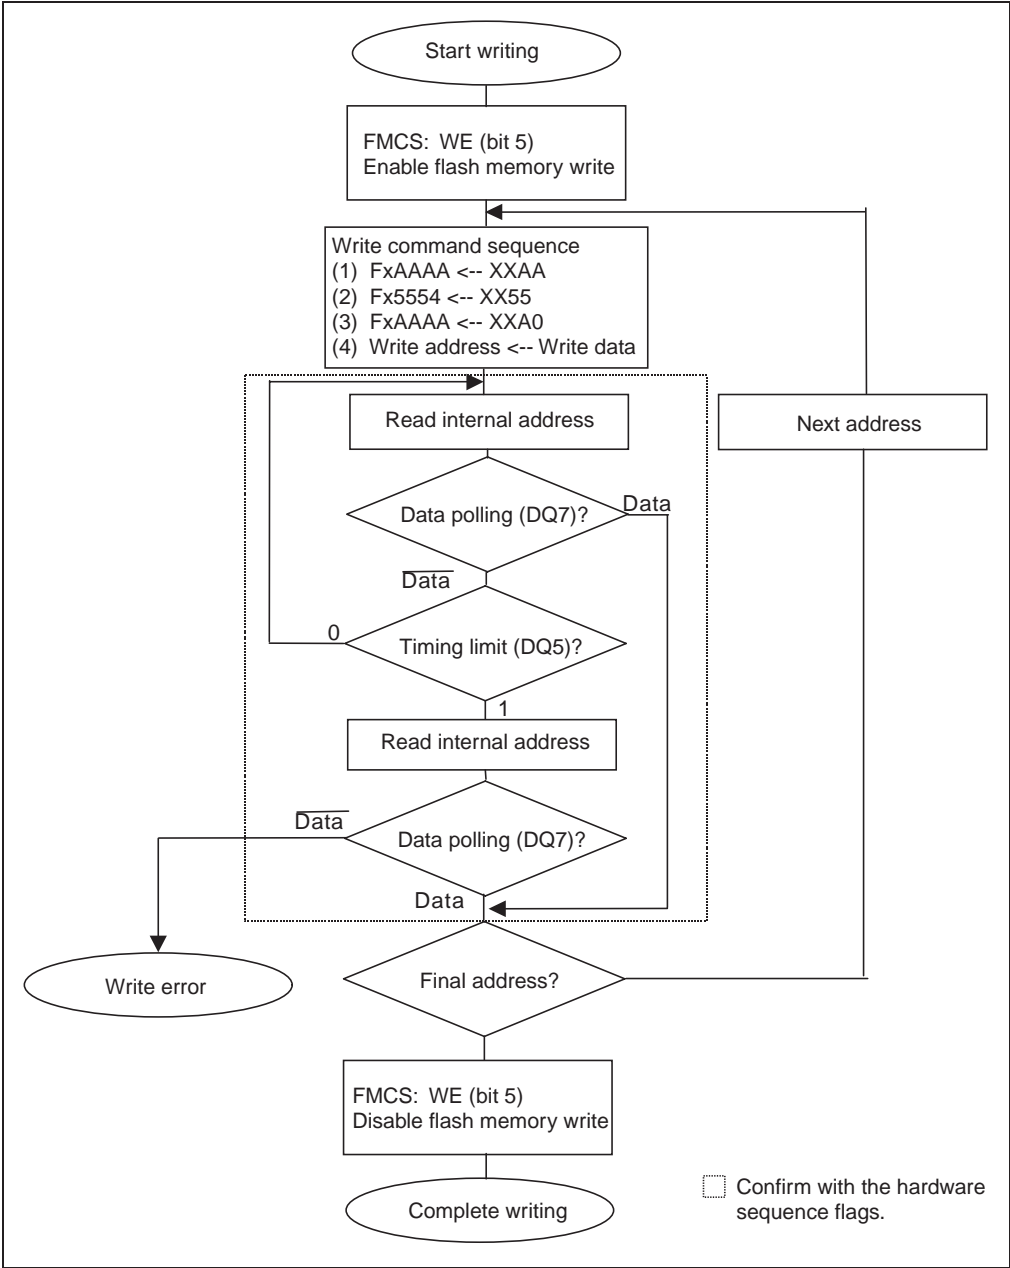 Start writing
FMCS: WE (bit 5)
Enable flash memory write
Write command sequence
(1) FxAAAA <-- XXAA
(2) Fx5554 <-- XX55
(3) FxAAAA <-- XXA0
(4) Write address <-- Write data
Read internal address
Next address
Data polling (DQ7)?
Data
D̅a̅t̅a̅
0
Timing limit (DQ5)?
1
Read internal address
D̅a̅t̅a̅
Data polling (DQ7)?
Data
Write error
Final address?
FMCS: WE (bit 5)
Disable flash memory write
Complete writing
Confirm with the hardware
sequence flags.